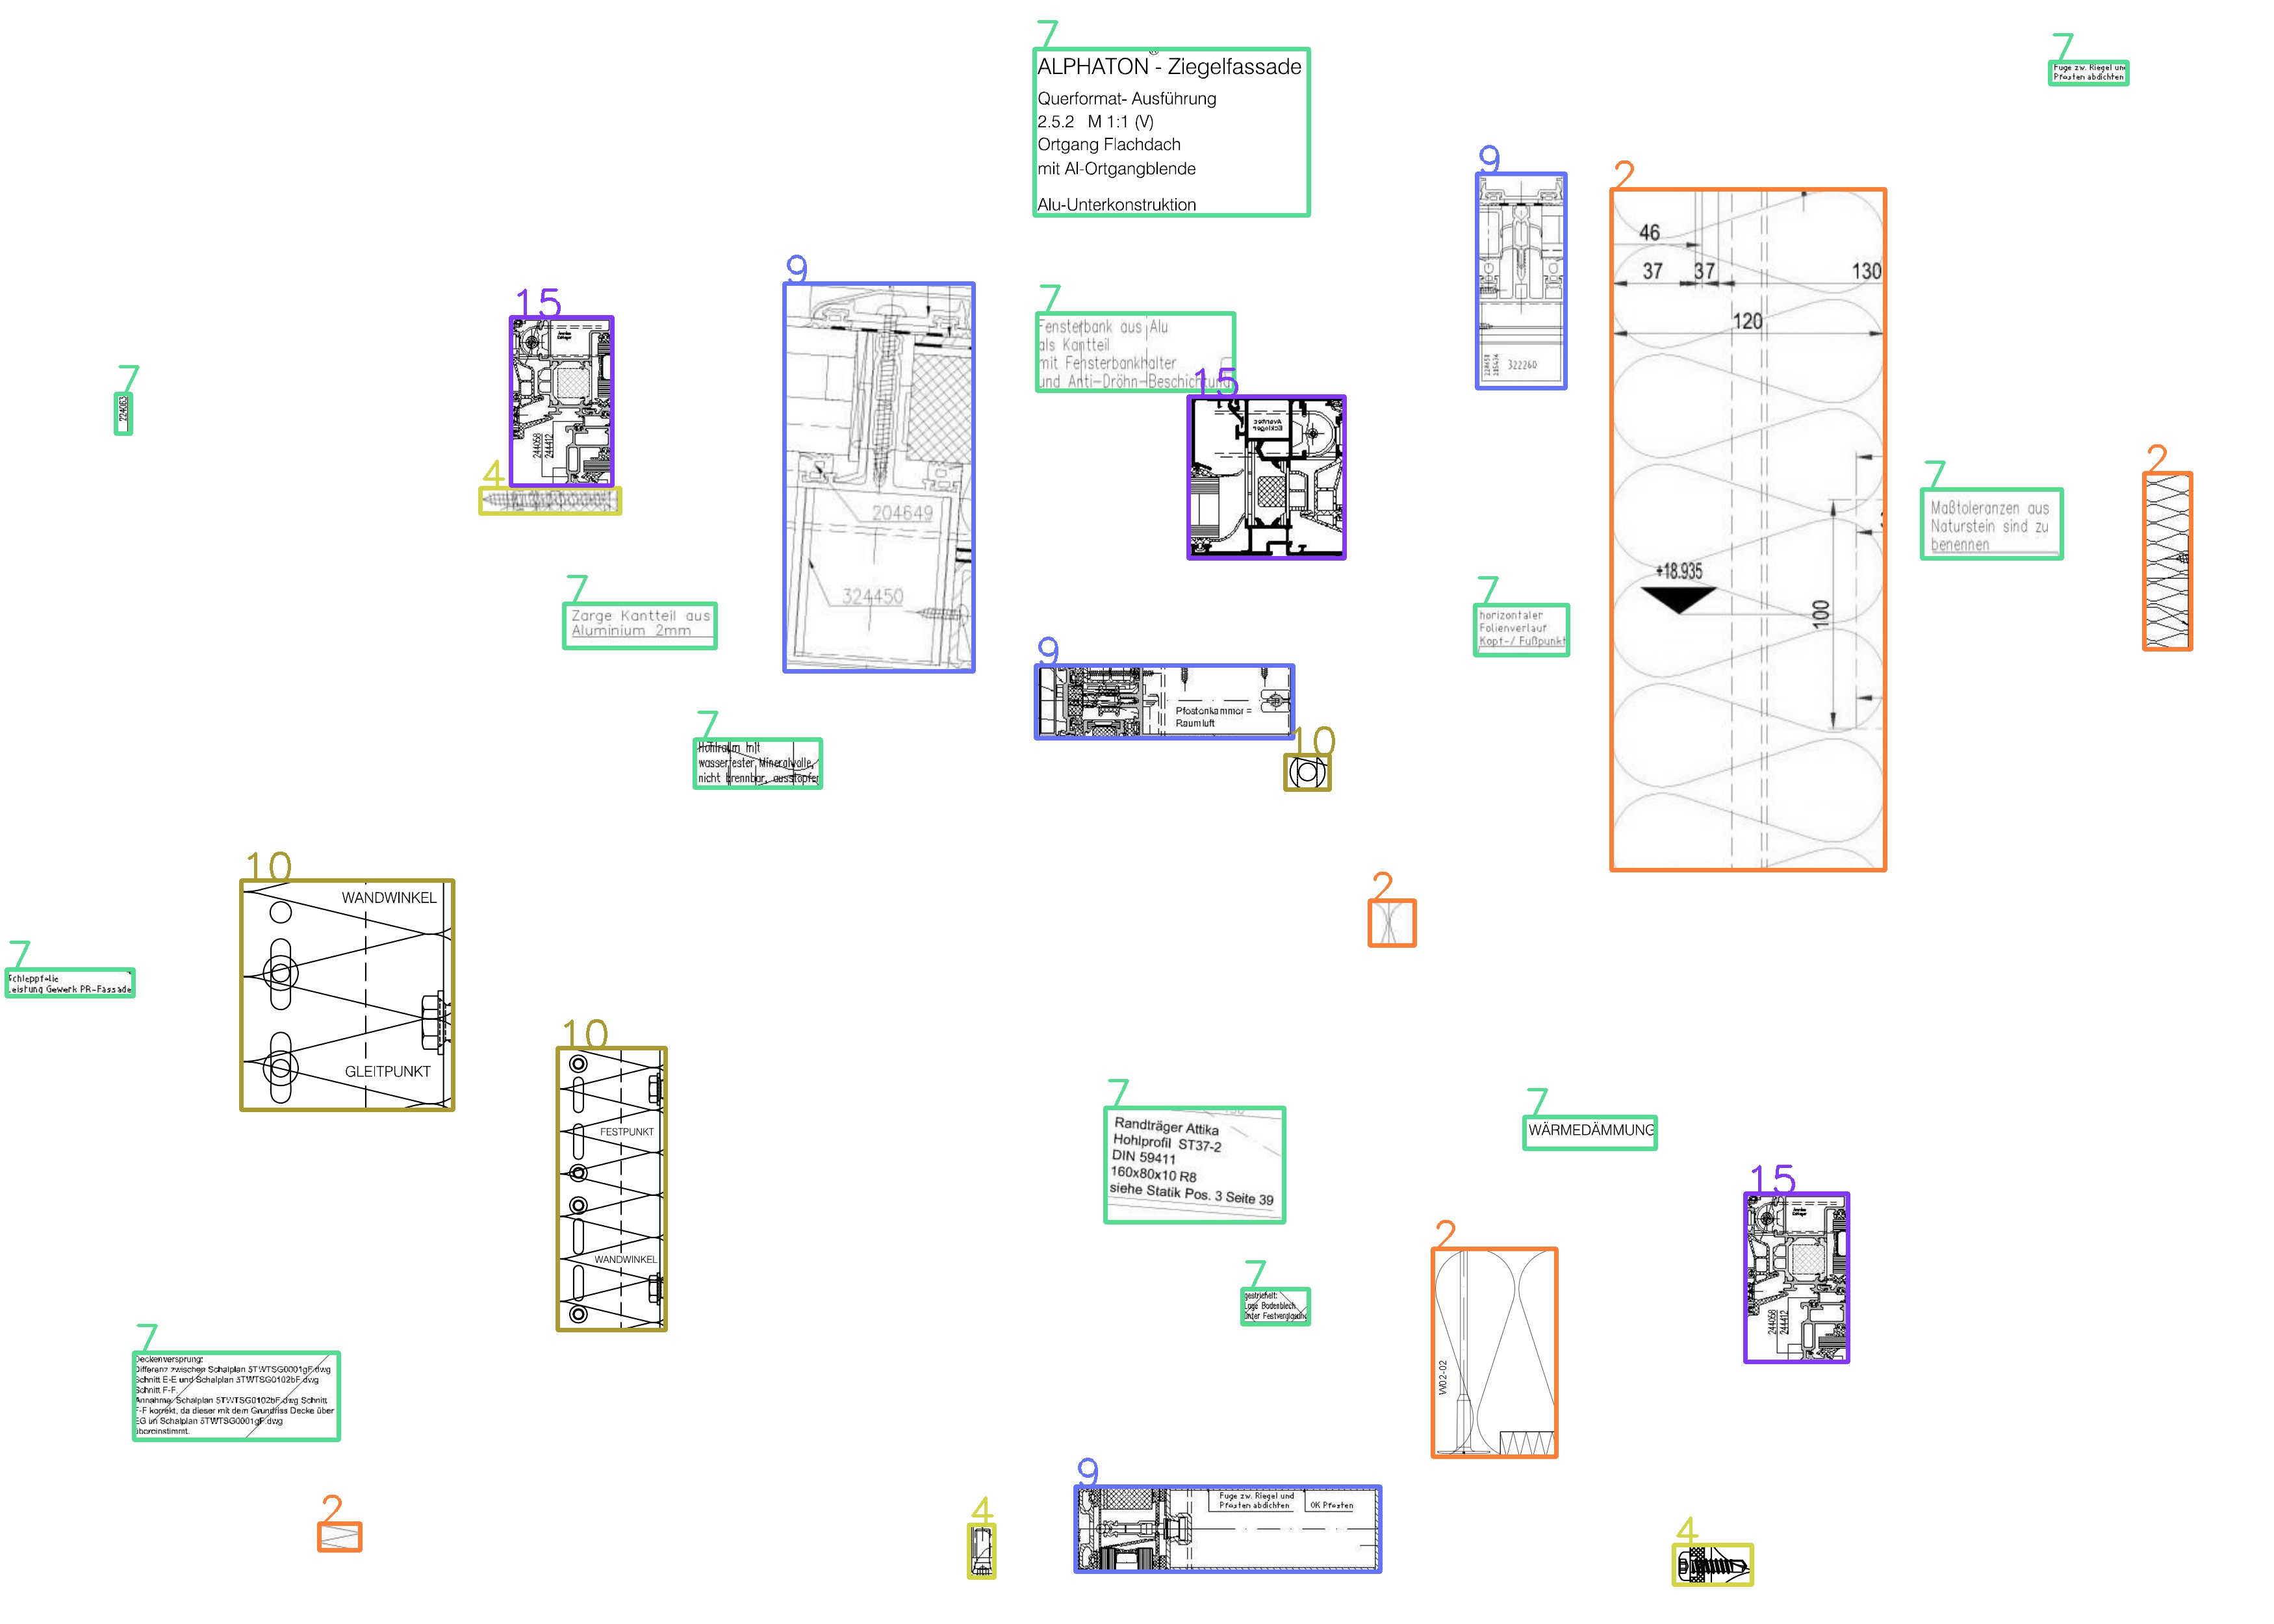 7
ALPHATON® - Ziegelfassade
Querformat- Ausführung
2.5.2 M 1:1 (V)
Ortgang Flachdach
mit Al-Ortgangblende
Alu-Unterkonstruktion
7
Fuge zw. Riegel und
Pfosten abdichten
9
322260
2
46
37
37
130
120
+18.935
100
15
244056
244412
4
9
204649
324450
7
Fensterbank aus Alu
als Kantteil
mit Fensterbankhalter
und Anti-Dröhn-Beschichtung
15
7
224063
7
Maßtoleranzen aus
Naturstein sind zu
benennen
2
7
Zarge Kantteil aus
Aluminium 2mm
7
horizontaler
Folienverlauf
Kopf-/ Fußpunkt
9
Pfostenkammer =
Raumluft
10
7
Hohlraum mit
wasserfester Mineralwolle,
nicht brennbar, ausstopfen
10
WANDWINKEL
GLEITPUNKT
2
7
Schleppfolie
Leistung Gewerk PR-Fassade
10
FESTPUNKT
WANDWINKEL
7
Randträger Attika
Hohlprofil ST37-2
DIN 59411
160x80x10 R8
siehe Statik Pos. 3 Seite 39
7
WÄRMEDÄMMUNG
15
244056
244412
2
VV02-02
7
gestrichelt:
Lage Bodenblech
unter Festverglasung
7
Deckenversprung:
Differenz zwischen Schalplan 5TWTSG0001gF.dwg
Schnitt E-E und Schalplan 5TWTSG0102bF.dwg
Schnitt F-F.
Annahme: Schalplan 5TWTSG0102bF.dwg Schnitt
F-F korrekt, da dieser mit dem Grundriss Decke über
EG im Schalplan 5TWTSG0001gF.dwg
übereinstimmt.
2
4
9
Fuge zw. Riegel und
Pfosten abdichten
OK Pfosten
4